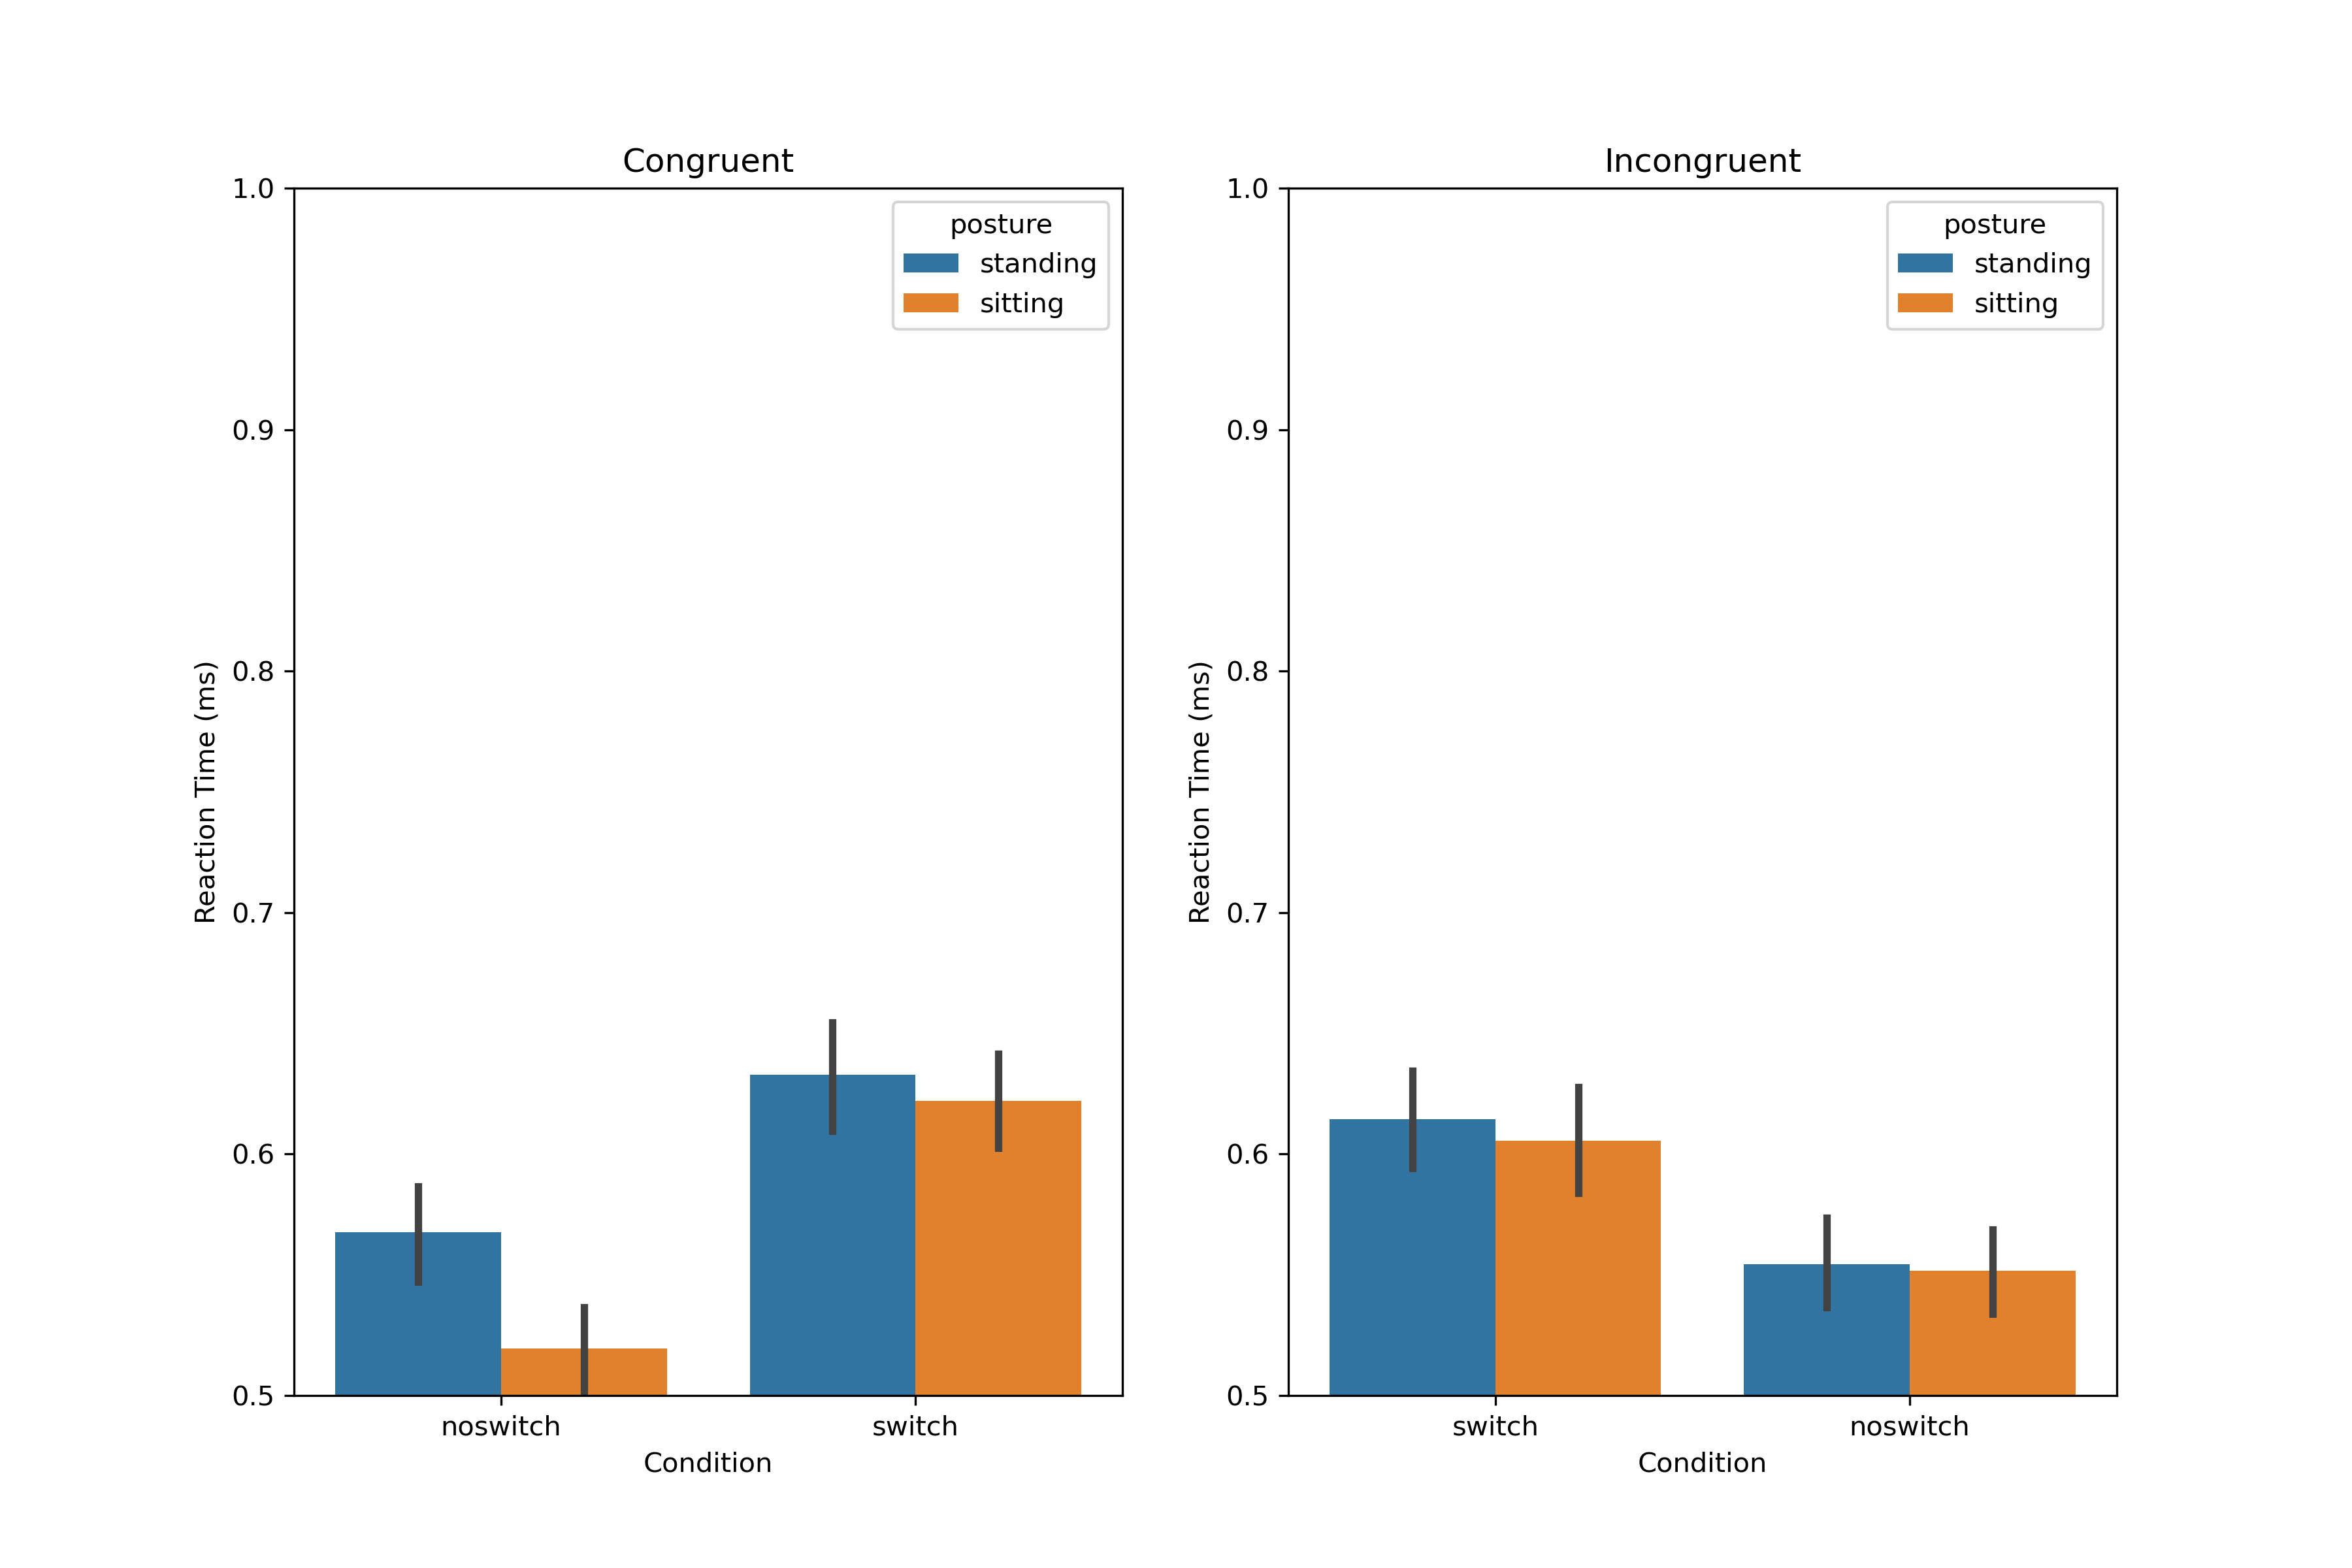 Congruent
1.0
0.9
0.8
0.7
0.6
0.5
Reaction Time (ms)
posture
standing
sitting
noswitch
switch
Condition
Incongruent
1.0
0.9
0.8
0.7
0.6
0.5
Reaction Time (ms)
posture
standing
sitting
switch
noswitch
Condition